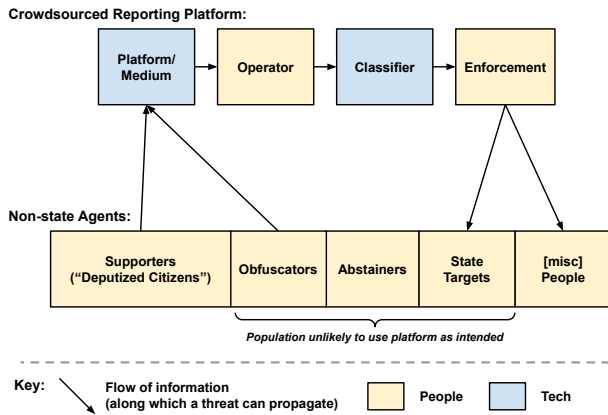 Crowdsourced Reporting Platform:
Platform/
Medium
Operator
Classifier
Enforcement
Non-state Agents:
Supporters
(“Deputized Citizens”)
Obfuscators
Abstainers
State
Targets
[misc]
People
Population unlikely to use platform as intended
Key:
Flow of information
(along which a threat can propagate)
People
Tech